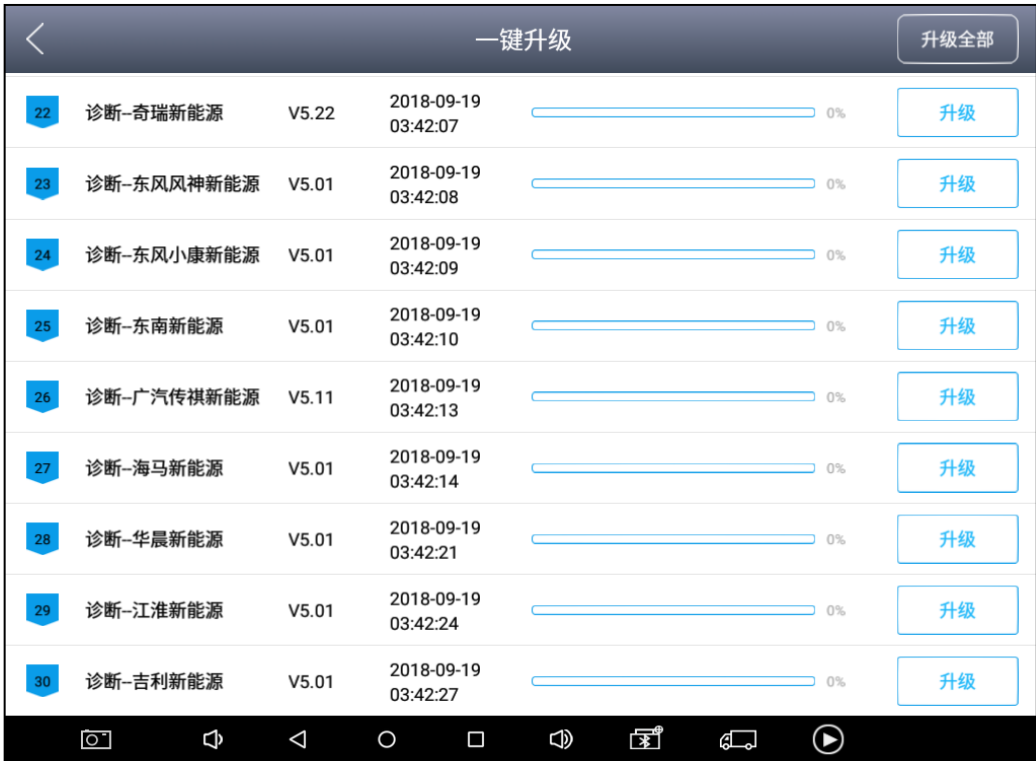 一键升级
升级全部
22 诊断--奇瑞新能源 V5.22 2018-09-19 0% 升级
03:42:07
23 诊断--东风风神新能源 V5.01 2018-09-19 0% 升级
03:42:08
24 诊断--东风小康新能源 V5.01 2018-09-19 0% 升级
03:42:09
25 诊断--东南新能源 V5.01 2018-09-19 0% 升级
03:42:10
26 诊断--广汽传祺新能源 V5.11 2018-09-19 0% 升级
03:42:13
27 诊断--海马新能源 V5.01 2018-09-19 0% 升级
03:42:14
28 诊断--华晨新能源 V5.01 2018-09-19 0% 升级
03:42:21
29 诊断--江淮新能源 V5.01 2018-09-19 0% 升级
03:42:24
30 诊断--吉利新能源 V5.01 2018-09-19 0% 升级
03:42:27